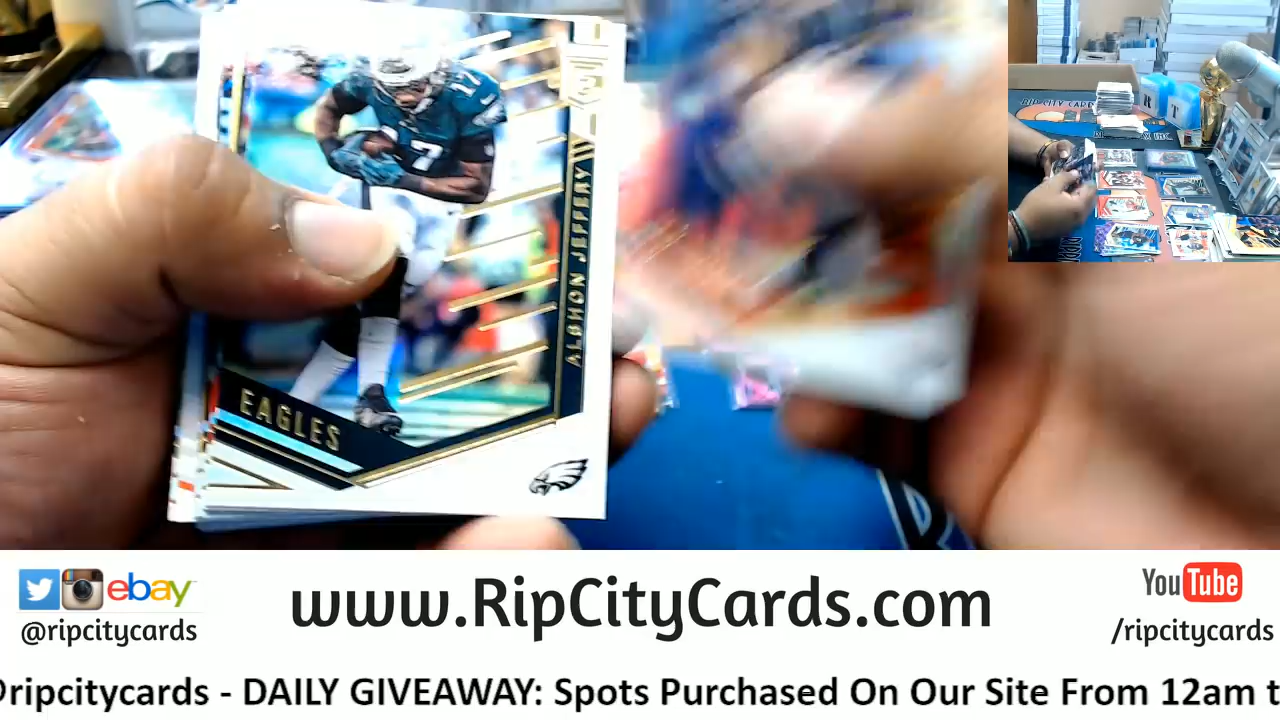 17
7
ALSHON JEFFERY
EAGLES
ebay
@ripcitycards
www.RipCityCards.com
YouTube
/ripcitycards
ripcitycards - DAILY GIVEAWAY: Spots Purchased On Our Site From 12am t